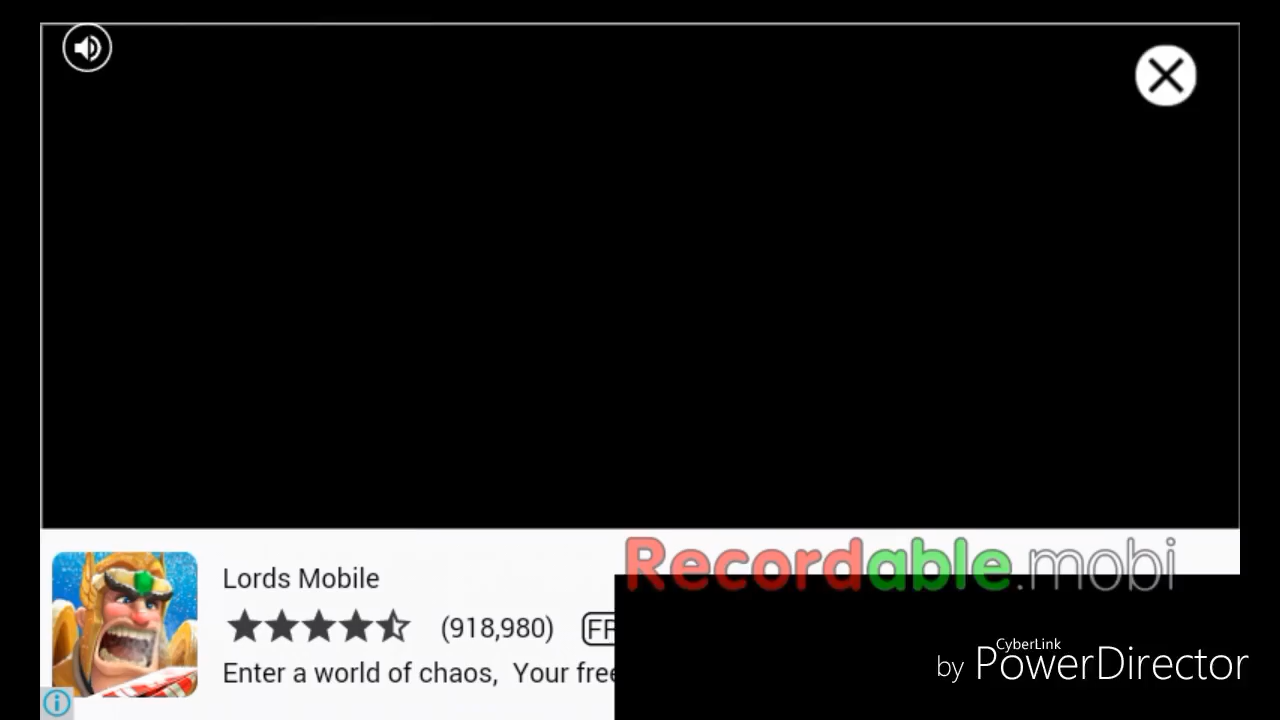 Recordable.mobi
Lords Mobile
(918,980)
Enter a world of chaos, Your free
CyberLink
by PowerDirector